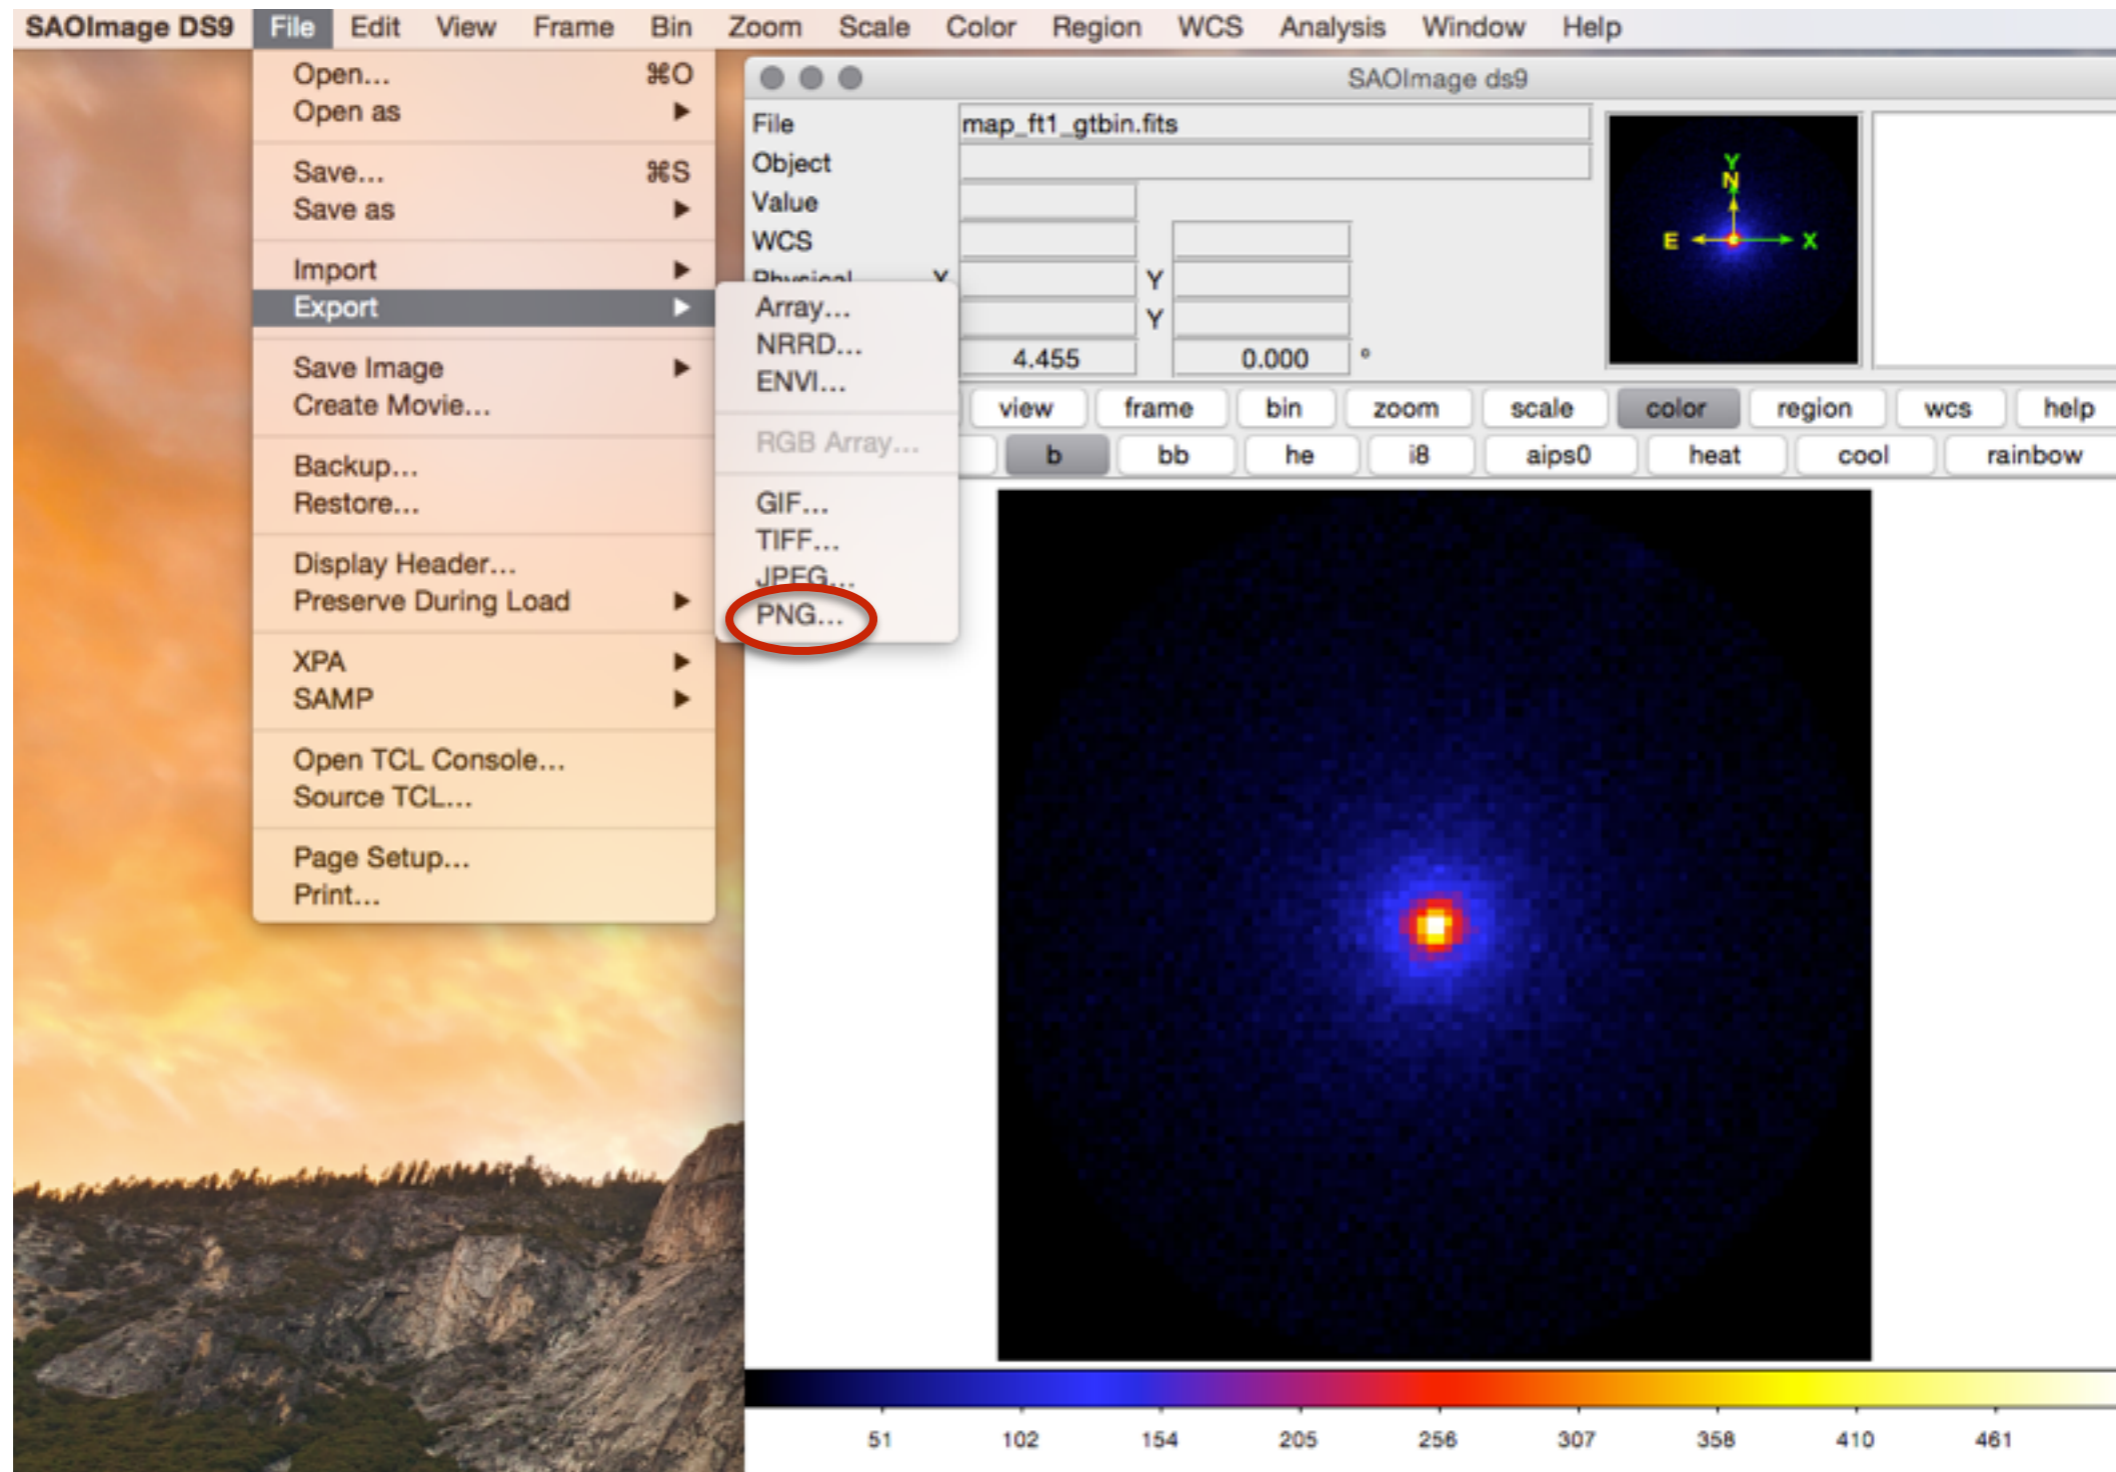 SAOImage DS9 File Edit View Frame Bin Zoom Scale Color Region WCS Analysis Window Help
Open... ⌘O
Open as ▶
Save... ⌘S
Save as ▶
Import ▶
Export ▶
Save Image ▶
Create Movie...
Backup...
Restore...
Display Header...
Preserve During Load ▶
XPA ▶
SAMP ▶
Open TCL Console...
Source TCL...
Page Setup...
Print...
Array...
NRRD...
ENVI...
RGB Array...
GIF...
TIFF...
JPEG...
PNG...
SAOImage ds9
File map_ft1_gtbin.fits
Object
Value
WCS
Physical X Y
Y
4.455 0.000 °
Y
N
E X
view frame bin zoom scale color region wcs help
b bb he i8 aips0 heat cool rainbow
51 102 154 205 256 307 358 410 461